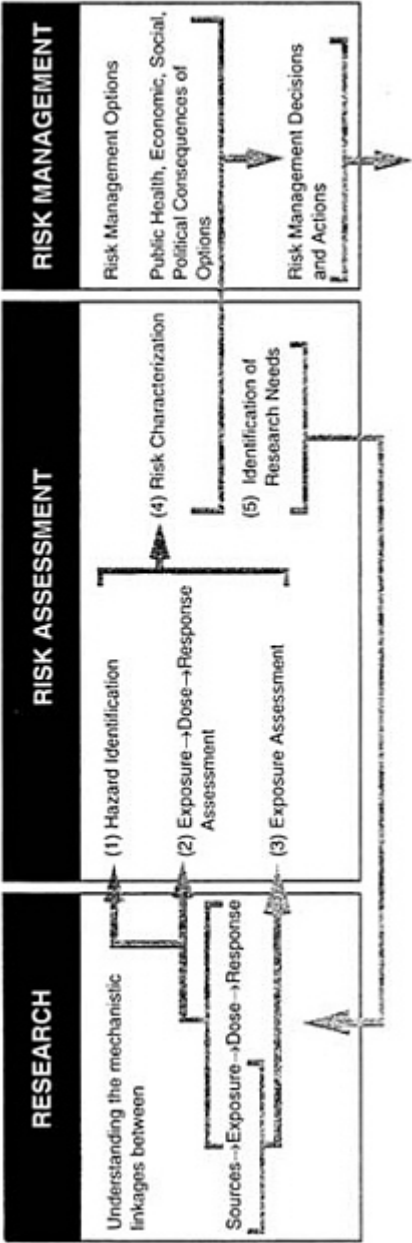 RESEARCH
Understanding the mechanistic
linkages between
Sources→Exposure→Dose→Response
RISK ASSESSMENT
(1) Hazard Identification
(2) Exposure→Dose→Response
Assessment
(3) Exposure Assessment
(4) Risk Characterization
(5) Identification of
Research Needs
RISK MANAGEMENT
Risk Management Options
Public Health, Economic, Social,
Political Consequences of
Options
Risk Management Decisions
and Actions